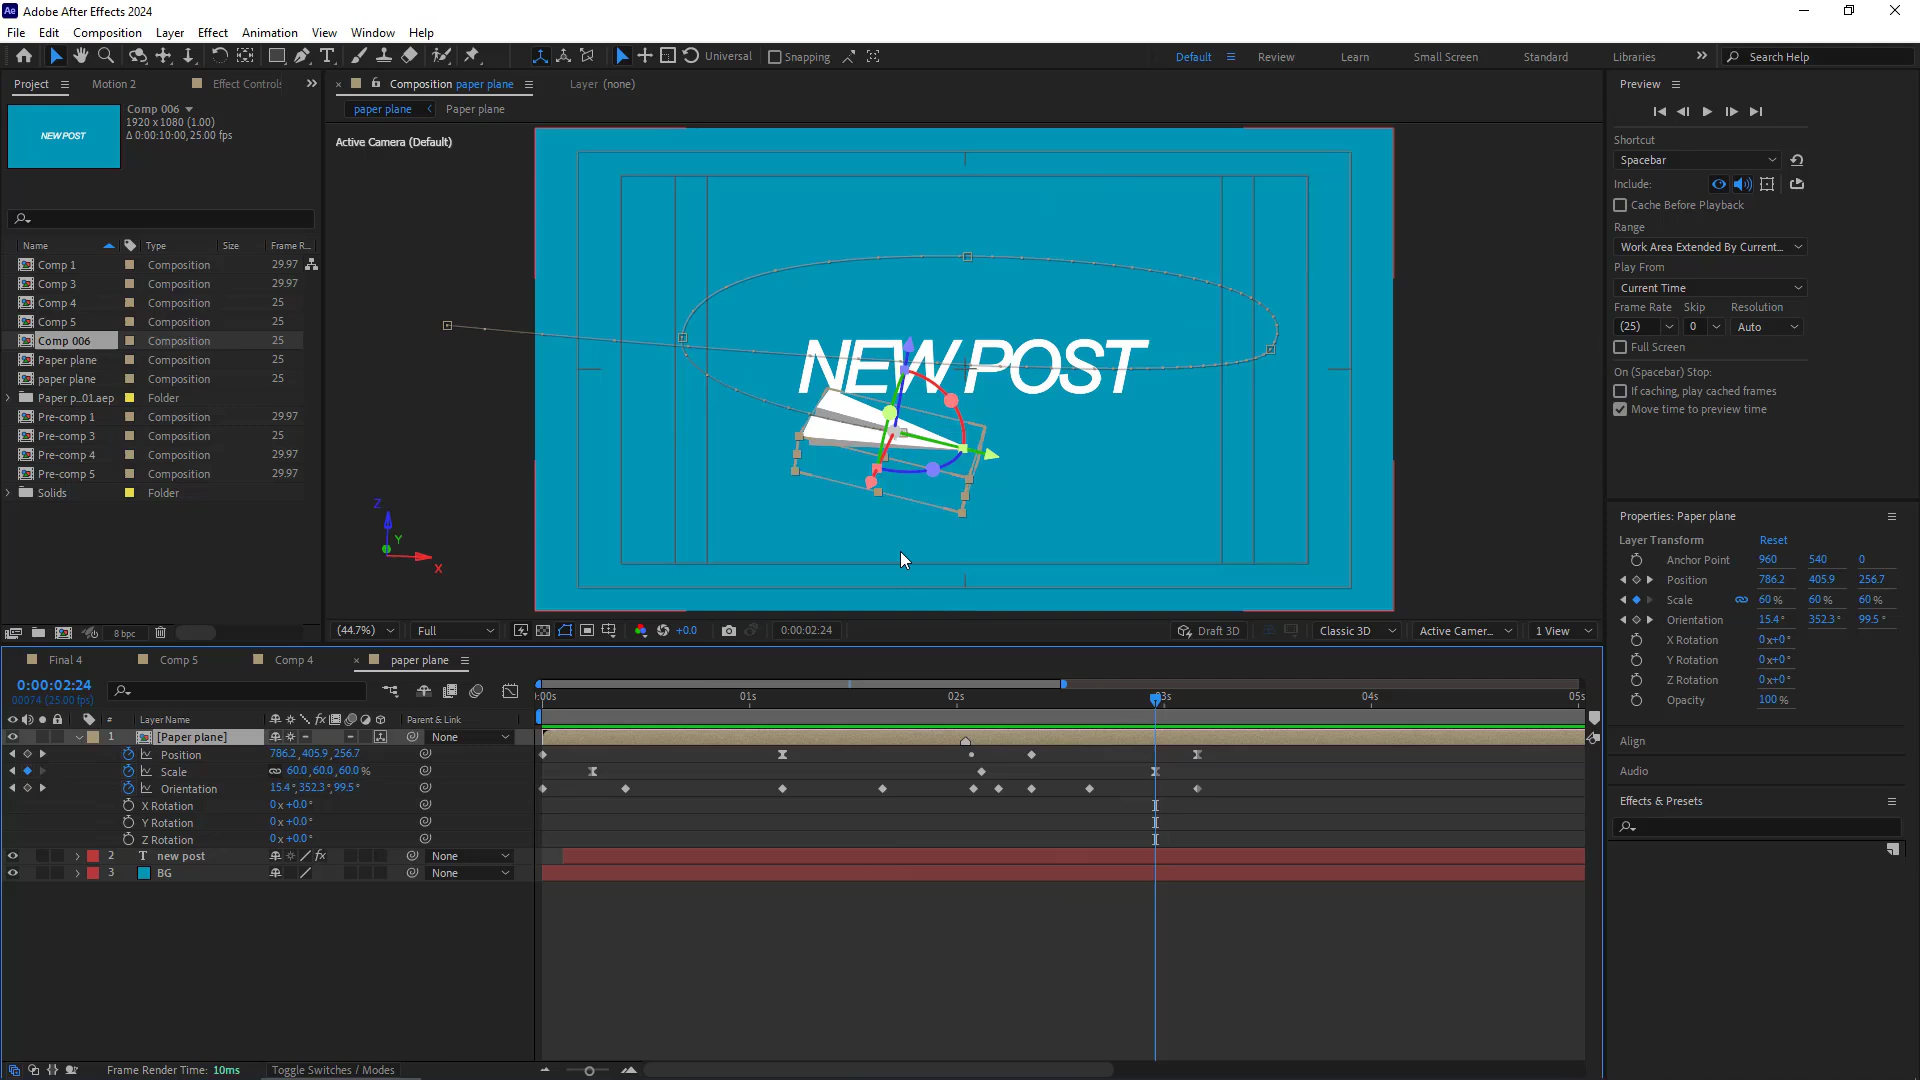 Adobe After Effects 2024
File Edit Composition Layer Effect Animation View Window Help
Universal Snapping Default Review Learn Small Screen Standard Libraries Search Help
Project Motion 2 Effect Controls
Composition paper plane Layer (none)
Preview
paper plane Paper plane
Comp 006
1920 x 1080 (1.00)
Δ 0:00:10:00, 25.00 fps
NEW POST
Active Camera (Default)
Shortcut
Spacebar
Include:
Cache Before Playback
Range
Work Area Extended By Current...
Play From
Current Time
Frame Rate Skip Resolution
(25) 0 Auto
Full Screen
On (Spacebar) Stop:
If caching, play cached frames
Move time to preview time
Name Type Size Frame R...
Comp 1 Composition 29.97
Comp 3 Composition 29.97
Comp 4 Composition 25
Comp 5 Composition 25
Comp 006 Composition 25
Paper plane Composition 25
paper plane Composition 25
Paper p...01.aep Folder
Pre-comp 1 Composition 29.97
Pre-comp 3 Composition 25
Pre-comp 4 Composition 29.97
Pre-comp 5 Composition 29.97
Solids Folder
NEW POST
Z
Y
X
Properties: Paper plane
Layer Transform Reset
Anchor Point 960 540 0
Position 786.2 405.9 256.7
Scale 60 % 60 % 60 %
Orientation 15.4° 352.3° 99.5°
X Rotation 0x+0°
Y Rotation 0x+0°
Z Rotation 0x+0°
Opacity 100 %
Align
Audio
Effects & Presets
8 bpc
(44.7%) Full +0.0 0:00:02:24 Draft 3D Classic 3D Active Camer... 1 View
Final 4 Comp 5 Comp 4 paper plane
0:00:02:24
00074 (25.00 fps)
:00s 01s 02s 03s 04s 05s
# Layer Name fx Parent & Link
1 [Paper plane] None
Position 786.2, 405.9, 256.7
Scale 60.0, 60.0, 60.0 %
Orientation 15.4°, 352.3°, 99.5°
X Rotation 0x+0.0°
Y Rotation 0x+0.0°
Z Rotation 0x+0.0°
2 T new post fx None
3 BG None
Frame Render Time: 10ms Toggle Switches / Modes